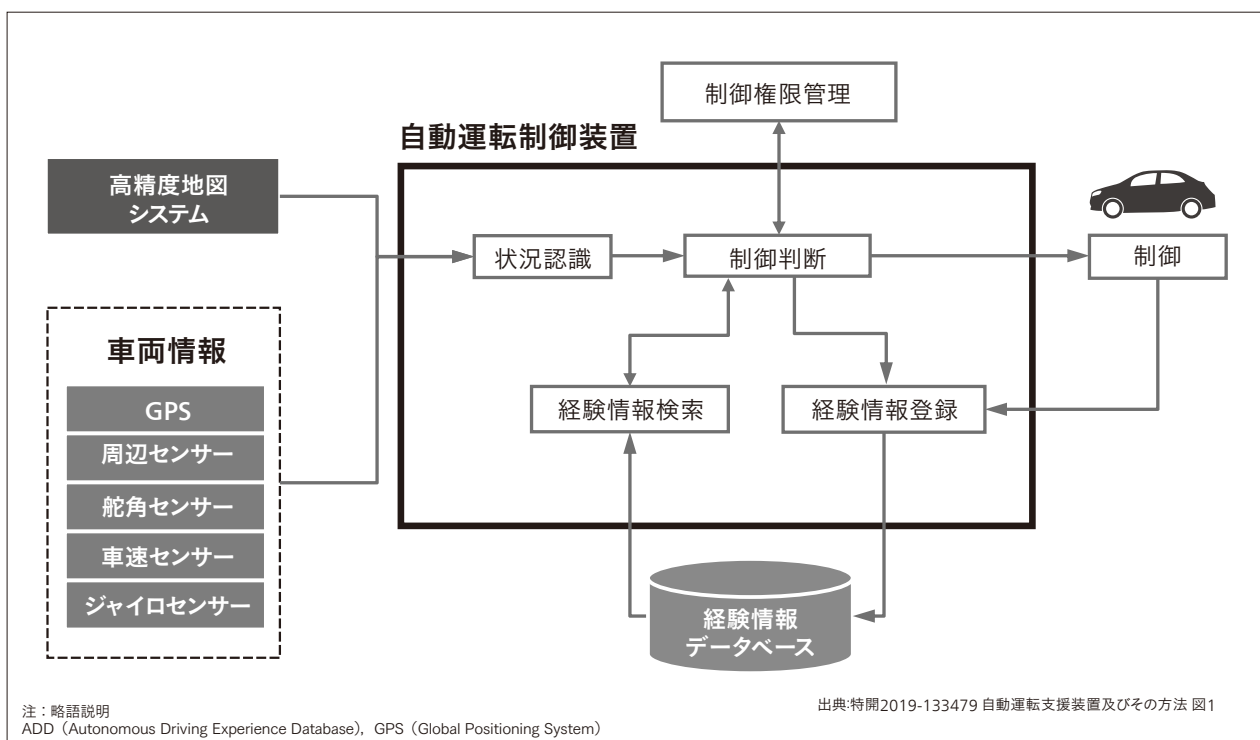 制御権限管理
自動運転制御装置
高精度地図
システム
状況認識
制御判断
制御
車両情報
GPS
周辺センサー
舵角センサー
車速センサー
ジャイロセンサー
経験情報検索
経験情報登録
経験情報
データベース
注：略語説明
ADD（Autonomous Driving Experience Database），GPS（Global Positioning System）
出典:特開2019-133479 自動運転支援装置及びその方法 図1